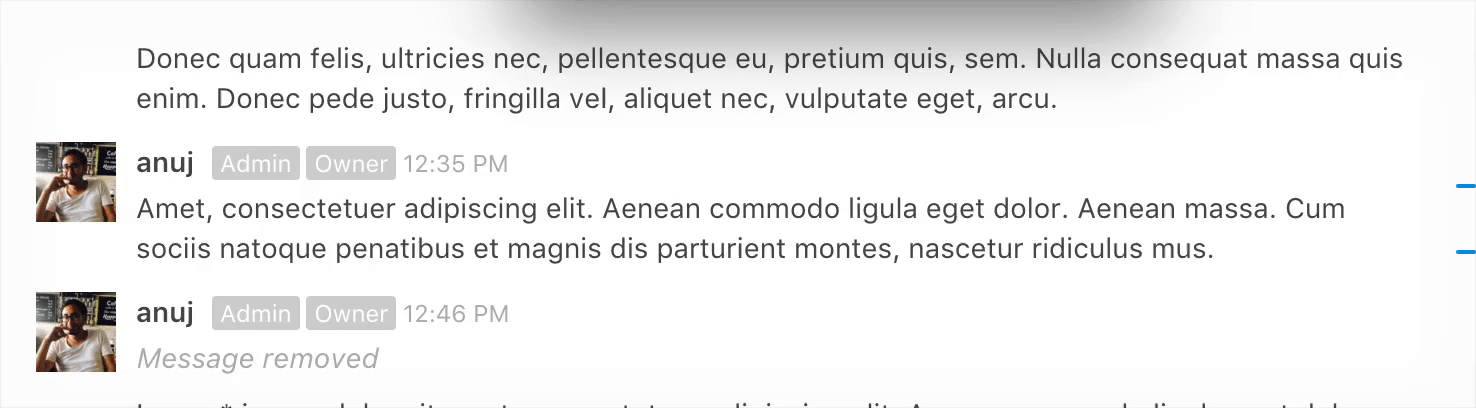 Donec quam felis, ultricies nec, pellentesque eu, pretium quis, sem. Nulla consequat massa quis
enim. Donec pede justo, fringilla vel, aliquet nec, vulputate eget, arcu.
anuj Admin Owner 12:35 PM
Amet, consectetuer adipiscing elit. Aenean commodo ligula eget dolor. Aenean massa. Cum
sociis natoque penatibus et magnis dis parturient montes, nascetur ridiculus mus.
anuj Admin Owner 12:46 PM
Message removed